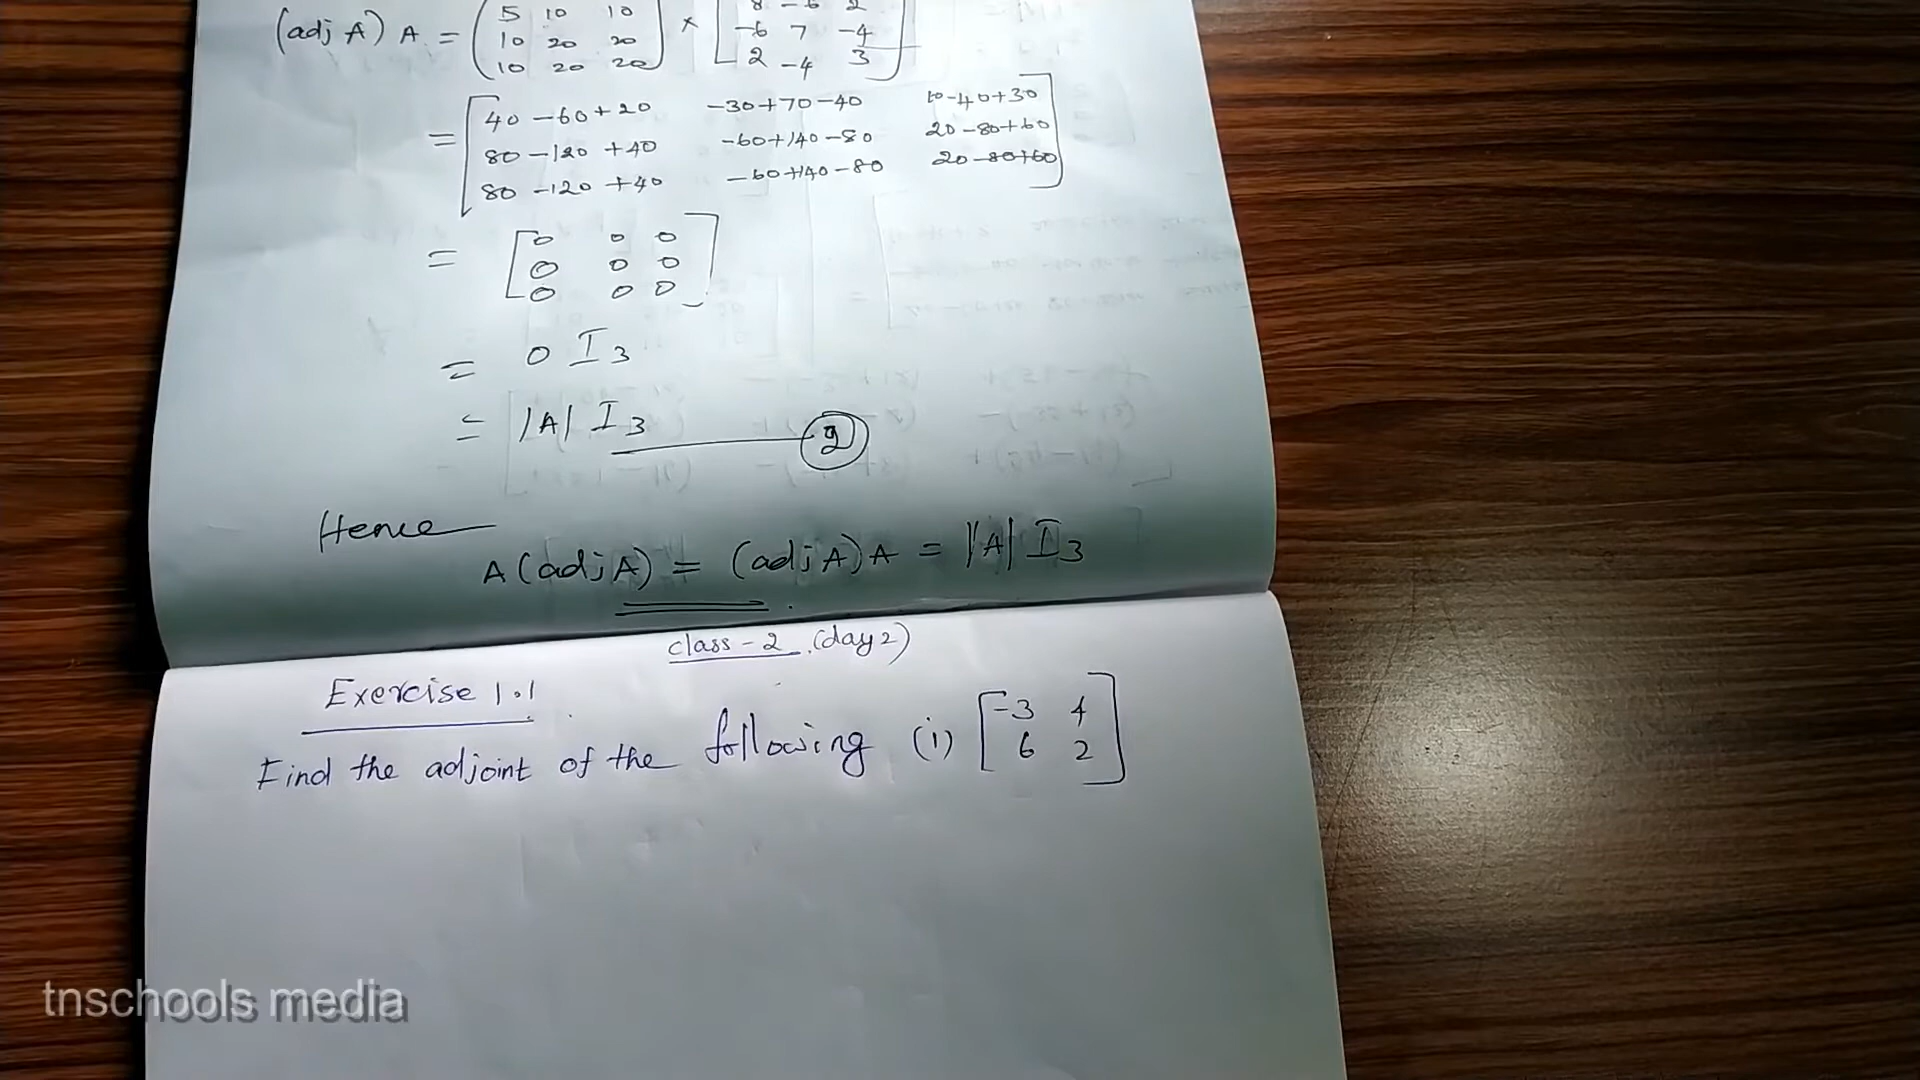 (adj A) A = (5 10 10 × [8 -6 2
10 20 20 -6 7 -4
10 20 20] 2 -4 3]
= [40 -60+20 -30+70-40 10-40+30
80-120+40 -60+140-80 20-80+60
80-120+40 -60+140-80 20-80+60]
= [0 0 0
0 0 0
0 0 0]
= 0 I3
= |A| I3 ——— (2)
Hence
A(adj A) = (adj A)A = |A| I3
class-2 (day 2)
Exercise 1.1
Find the adjoint of the following (i) [-3 4
6 2]
tnschools media